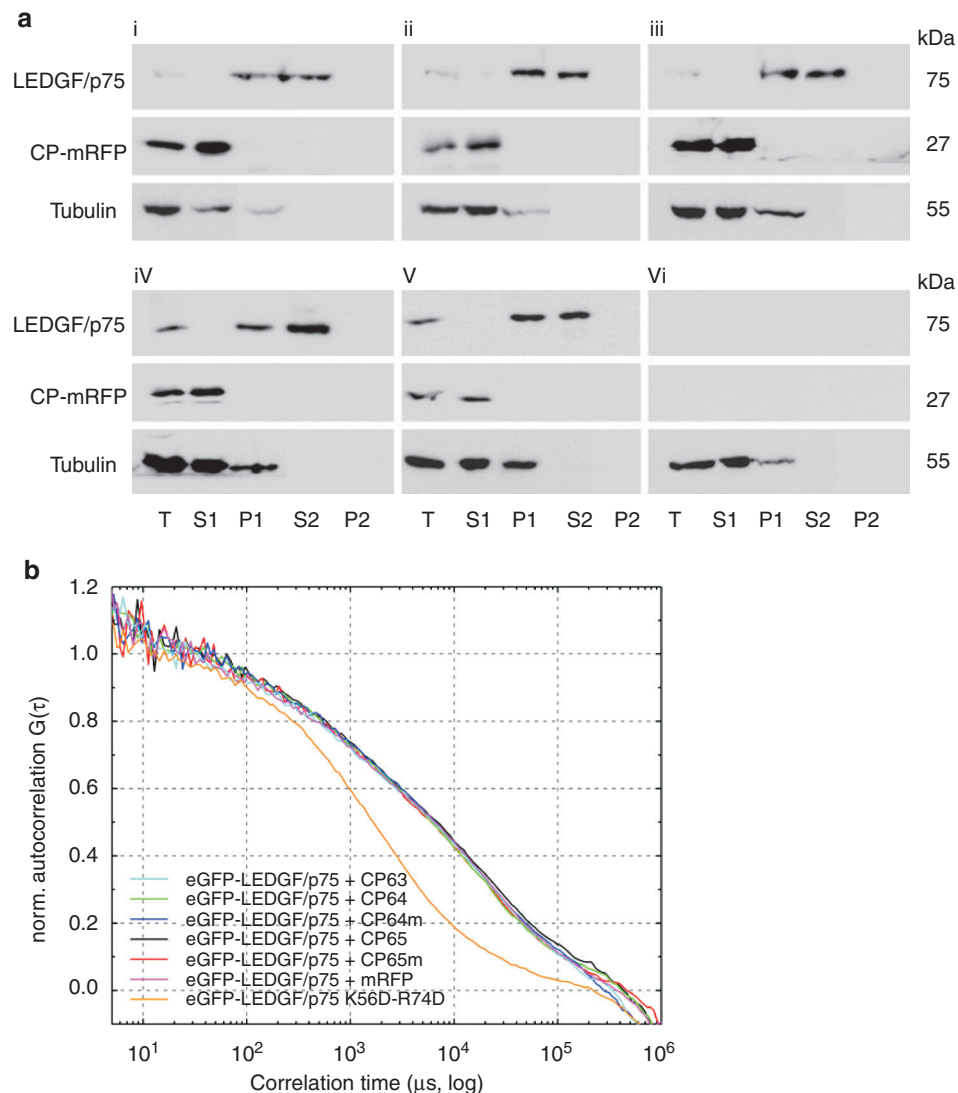 a
i ii iii kDa
LEDGF/p75 75
CP-mRFP 27
Tubulin 55
iV V Vi kDa
LEDGF/p75 75
CP-mRFP 27
Tubulin 55
T S1 P1 S2 P2 T S1 P1 S2 P2 T S1 P1 S2 P2
b
1.2
1.0
0.8
0.6
0.4
0.2
0.0
norm. autocorrelation G(τ)
eGFP-LEDGF/p75 + CP63
eGFP-LEDGF/p75 + CP64
eGFP-LEDGF/p75 + CP64m
eGFP-LEDGF/p75 + CP65
eGFP-LEDGF/p75 + CP65m
eGFP-LEDGF/p75 + mRFP
eGFP-LEDGF/p75 K56D-R74D
10¹ 10² 10³ 10⁴ 10⁵ 10⁶
Correlation time (μs, log)